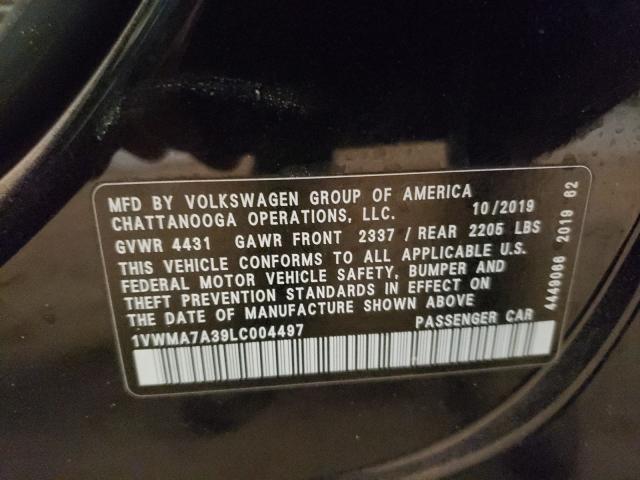 MFD BY VOLKSWAGEN GROUP OF AMERICA
CHATTANOOGA OPERATIONS, LLC. 10/2019
GVWR 4431 GAWR FRONT 2337 / REAR 2205 LBS
THIS VEHICLE CONFORMS TO ALL APPLICABLE U.S.
FEDERAL MOTOR VEHICLE SAFETY, BUMPER AND
THEFT PREVENTION STANDARDS IN EFFECT ON
THE DATE OF MANUFACTURE SHOWN ABOVE
1VWMA7A39LC004497 PASSENGER CAR
4449066 2019 62